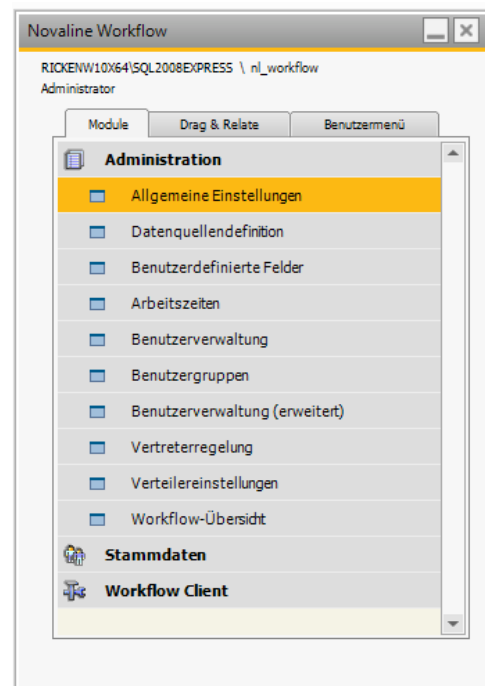 Novaline Workflow
RICKENW10X64\SQL2008EXPRESS \ nl_workflow
Administrator
Module Drag & Relate Benutzermenü
Administration
Allgemeine Einstellungen
Datenquellendefinition
Benutzerdefinierte Felder
Arbeitszeiten
Benutzerverwaltung
Benutzergruppen
Benutzerverwaltung (erweitert)
Vertreterregelung
Verteilereinstellungen
Workflow-Übersicht
Stammdaten
Workflow Client